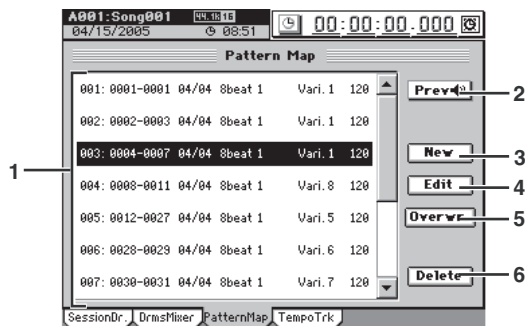 A001:Song001 44.1k 16
04/15/2005 08:51
00:00:00.000
Pattern Map
001: 0001-0001 04/04 8beat 1 Vari.1 120
002: 0002-0003 04/04 8beat 1 Vari.1 120
003: 0004-0007 04/04 8beat 1 Vari.1 120
004: 0008-0011 04/04 8beat 1 Vari.8 120
005: 0012-0027 04/04 8beat 1 Vari.5 120
006: 0028-0029 04/04 8beat 1 Vari.6 120
007: 0030-0031 04/04 8beat 1 Vari.7 120
Prev
New
Edit
Overwr.
Delete
SessionDr. DrmsMixer PatternMap TempoTrk
1
2
3
4
5
6